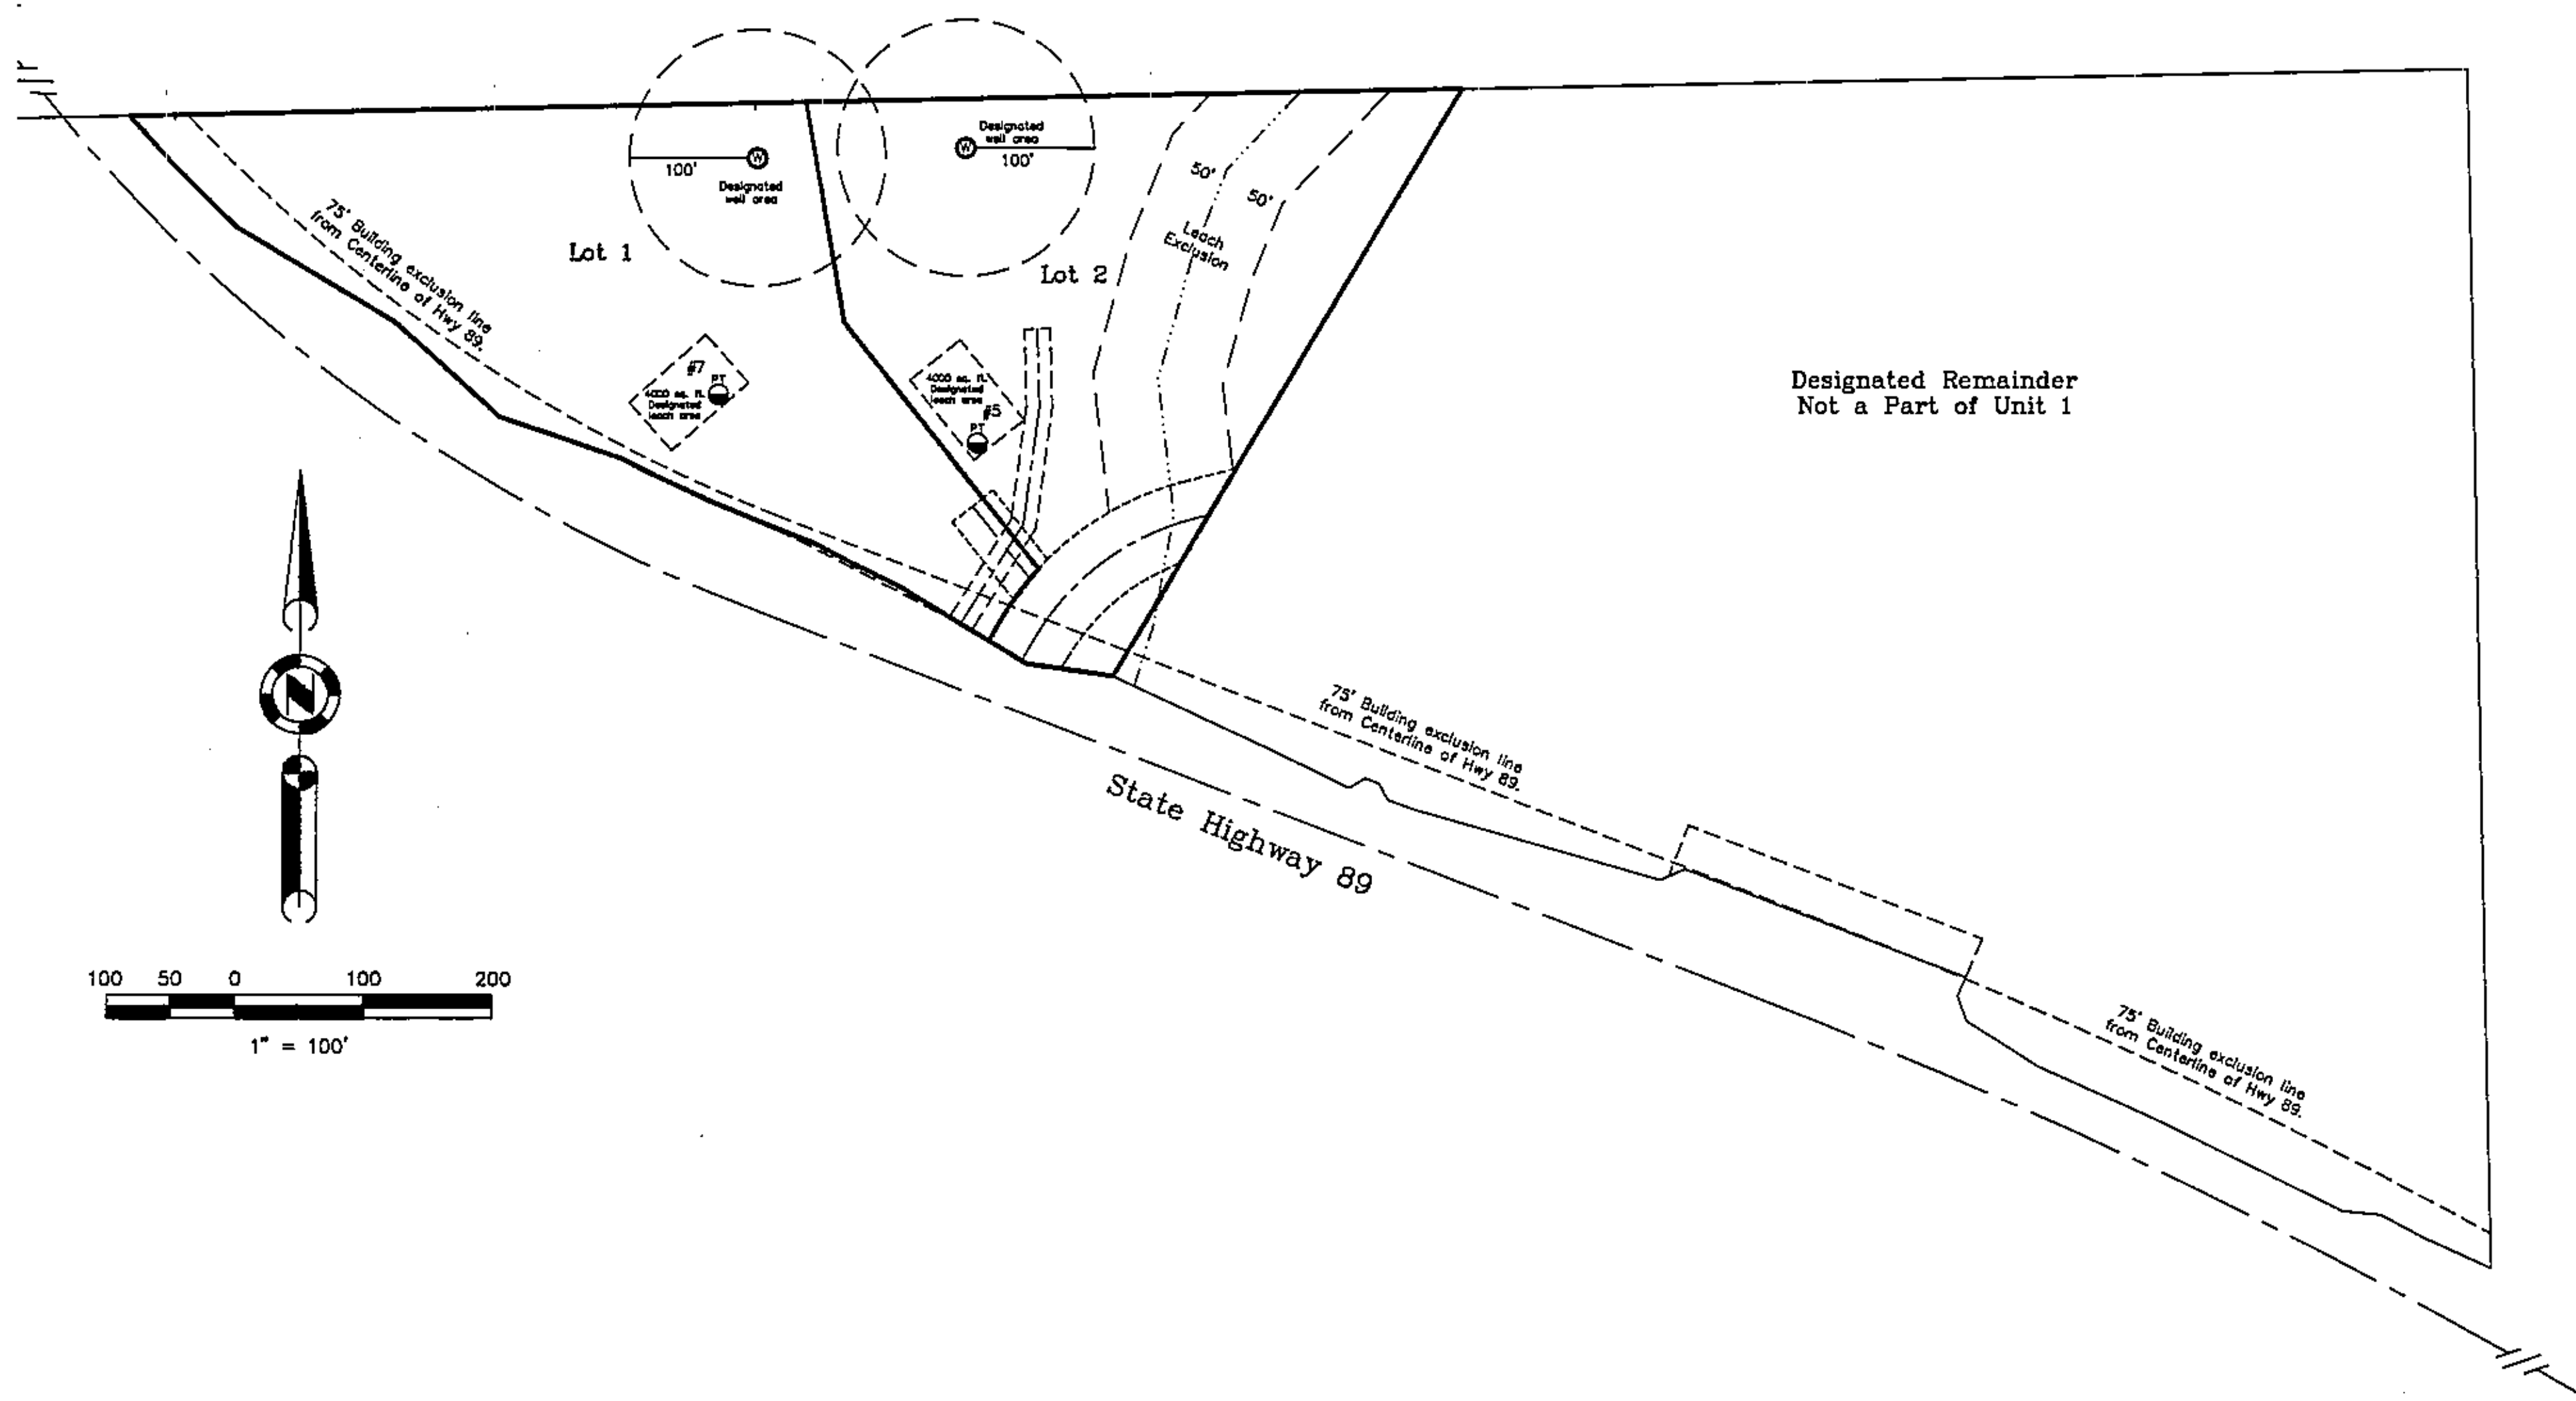 Designated
well area
100'
100'
Designated
well area
50'
50'
Leach
Exclusion
75' Building exclusion line
from Centerline of Hwy 89.
Lot 1
Lot 2
#7
PT
4000 sq. ft.
Designated
leach area
4000 sq. ft.
Designated
leach area
#5
PT
Designated Remainder
Not a Part of Unit 1
N
75' Building exclusion line
from Centerline of Hwy 89.
State Highway 89
100 50 0 100 200
1" = 100'
75' Building exclusion line
from Centerline of Hwy 89.
W
W